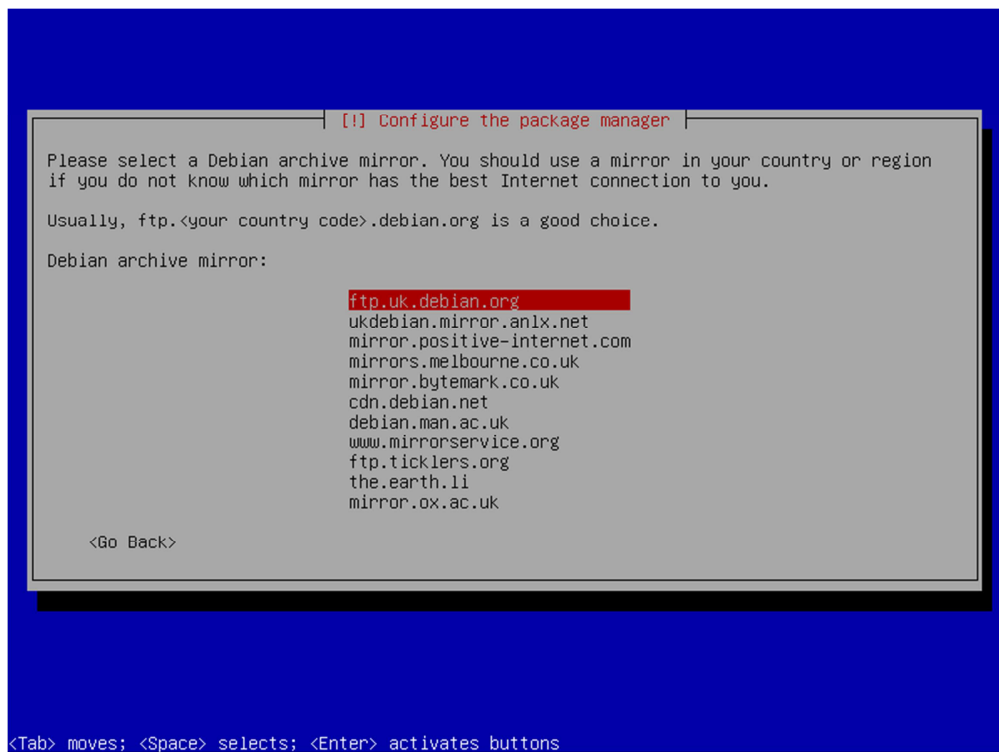 [!] Configure the package manager
Please select a Debian archive mirror. You should use a mirror in your country or region
if you do not know which mirror has the best Internet connection to you.
Usually, ftp.<your country code>.debian.org is a good choice.
Debian archive mirror:
ftp.uk.debian.org
ukdebian.mirror.anlx.net
mirror.positive-internet.com
mirrors.melbourne.co.uk
mirror.bytemark.co.uk
cdn.debian.net
debian.man.ac.uk
www.mirrorservice.org
ftp.ticklers.org
the.earth.li
mirror.ox.ac.uk
<Go Back>
<Tab> moves; <Space> selects; <Enter> activates buttons